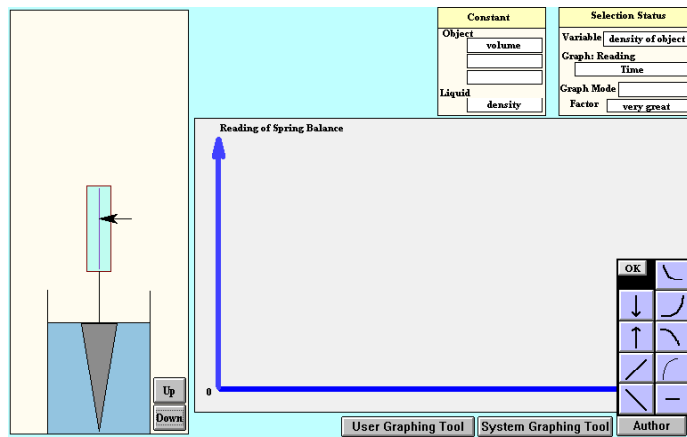 Constant
Object
volume
Liquid
density
Selection Status
Variable density of object
Graph: Reading
Time
Graph Mode
Factor very great
Reading of Spring Balance
0
Up
Down
OK
User Graphing Tool
System Graphing Tool
Author